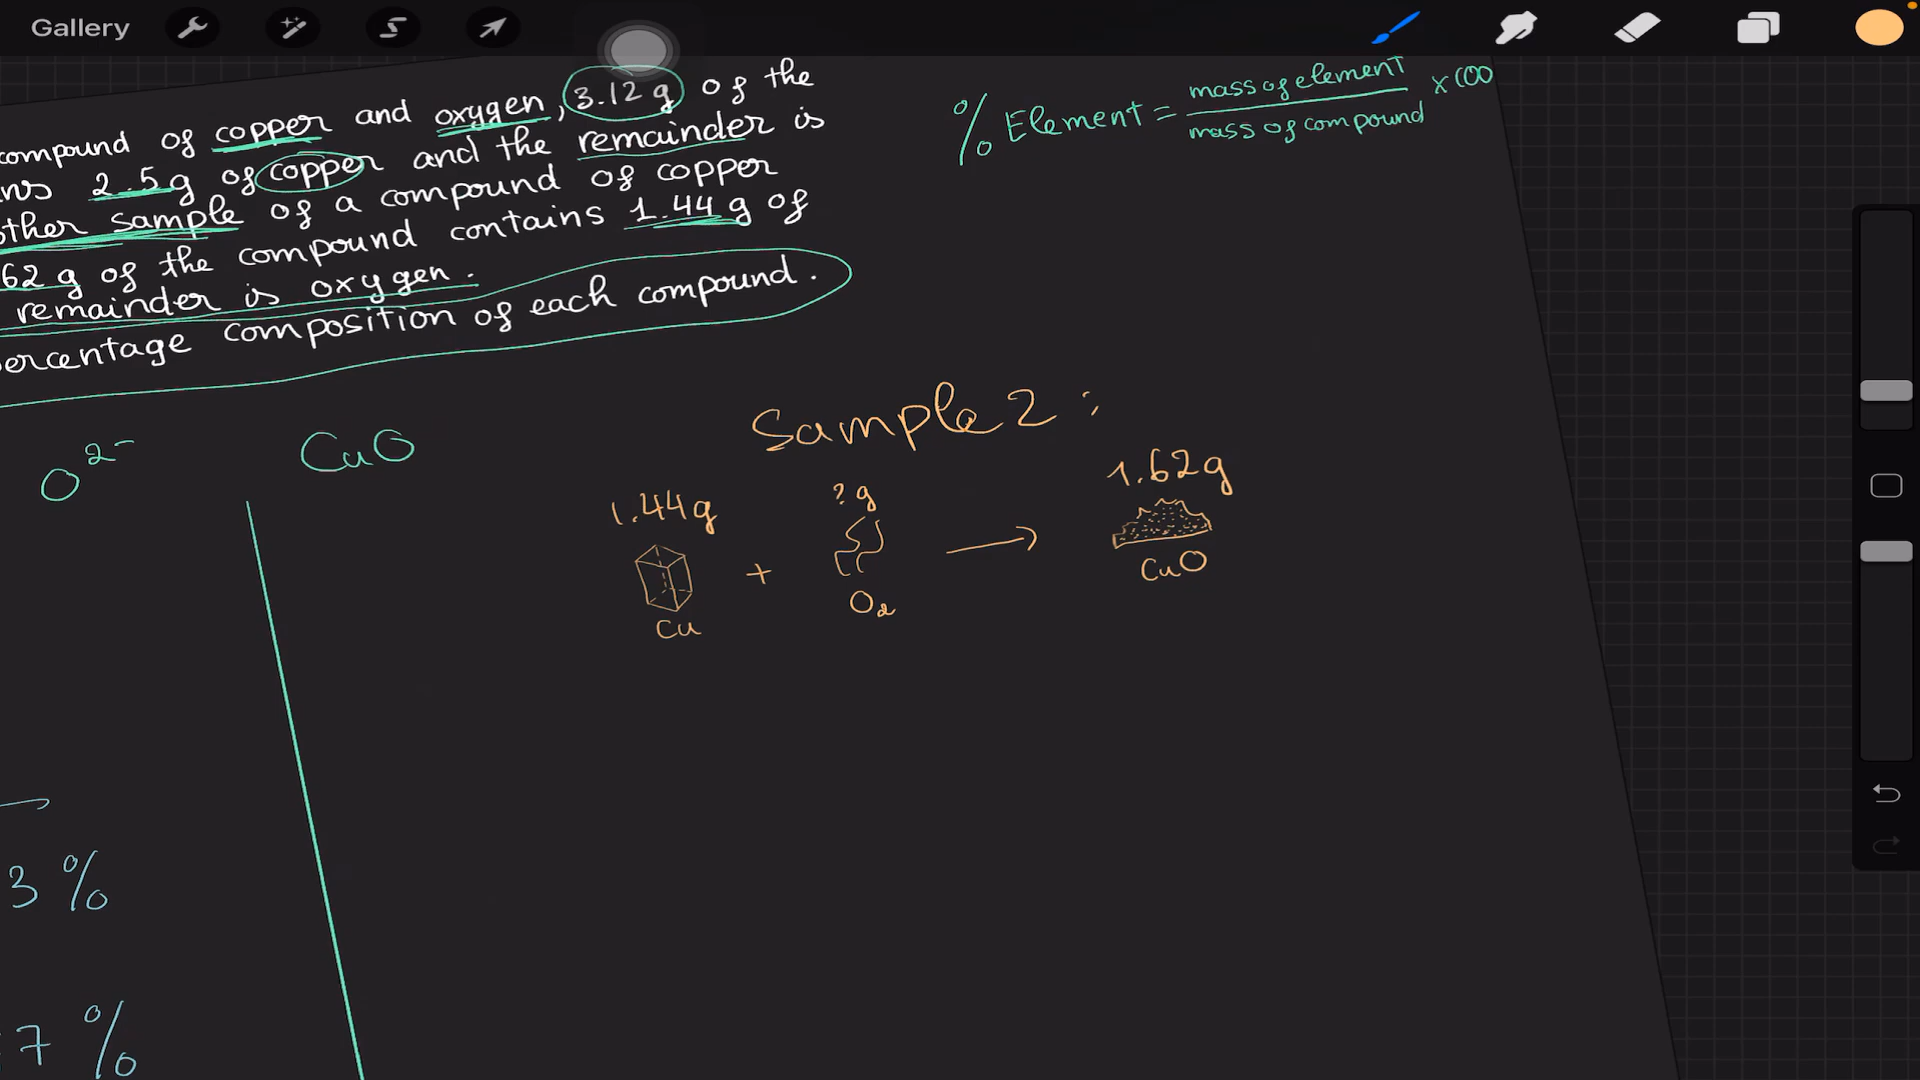 Gallery
compound of copper and oxygen, 3.12 g of the
ns 2.5g of copper and the remainder is
other sample of a compound of copper
62 g of the compound contains 1.44 g of
remainder is oxygen.
percentage composition of each compound.
% Element = mass of element / mass of compound x 100
O2-
CuO
Sample 2 :
1.44g
? g
1.62g
+
→
Cu
O2
CuO
3 %
7 %